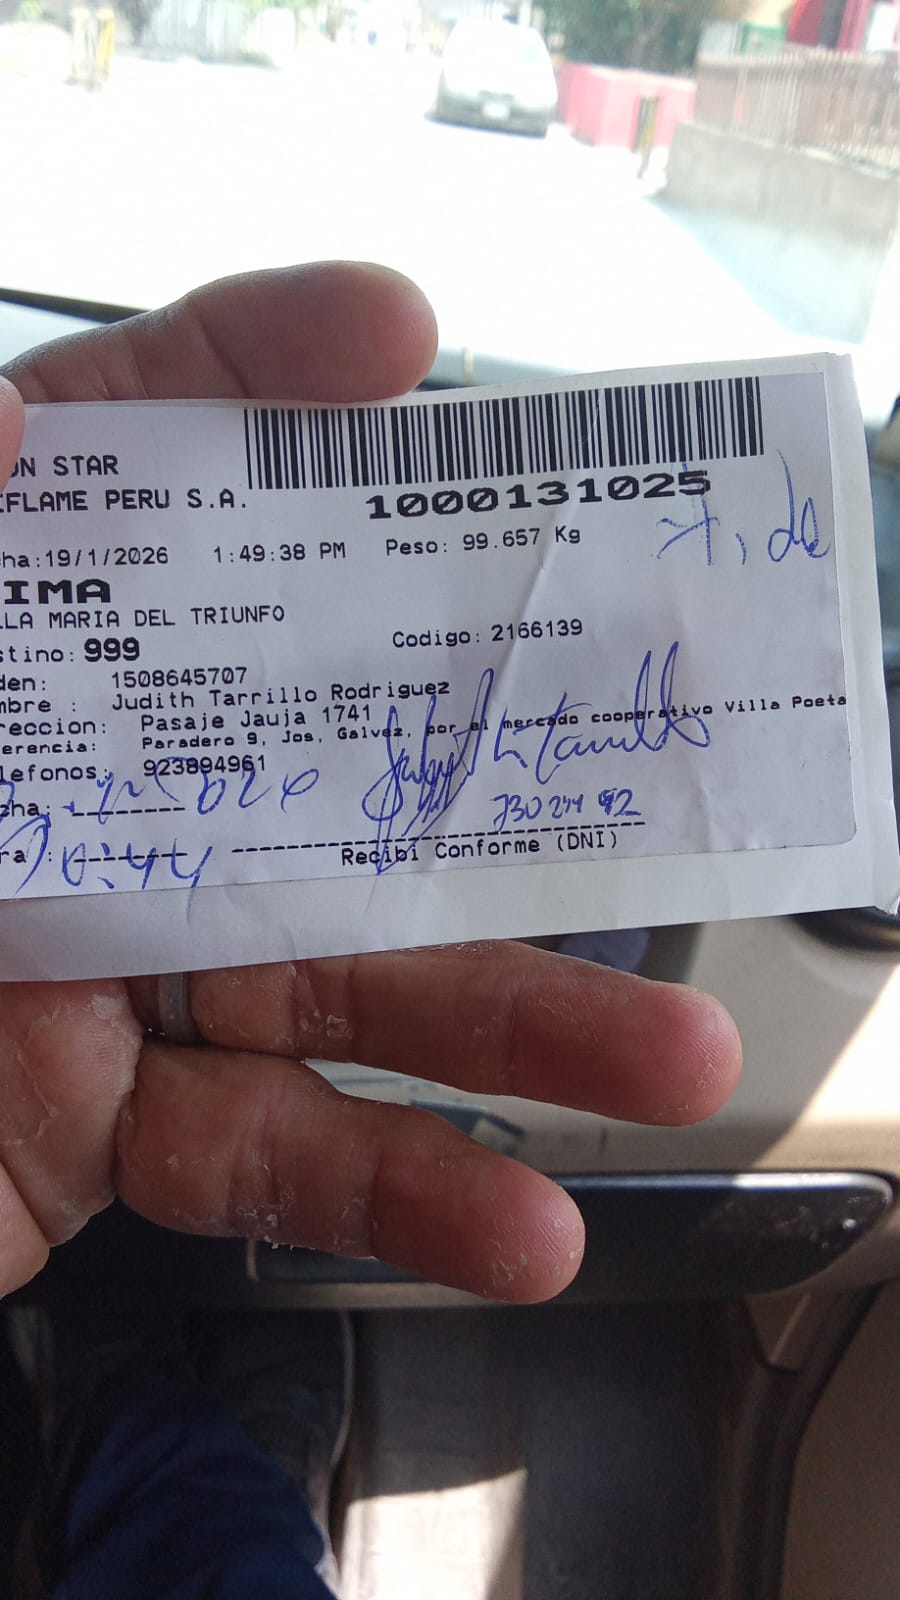 ON STAR
FLAME PERU S.A.
1000131025
ha:19/1/2026 1:49:38 PM Peso: 99.657 Kg
IMA
LLA MARIA DEL TRIUNFO
stino: 999 Codigo: 2166139
den: 1508645707
mbre : Judith Tarrillo Rodriguez
reccion: Pasaje Jauja 1741
erencia: Paradero 9, Jos, Galvez, por el mercado cooperativo Villa Poeta
lefonos: 923894961
cha:
ra :
Recibi Conforme (DNI)